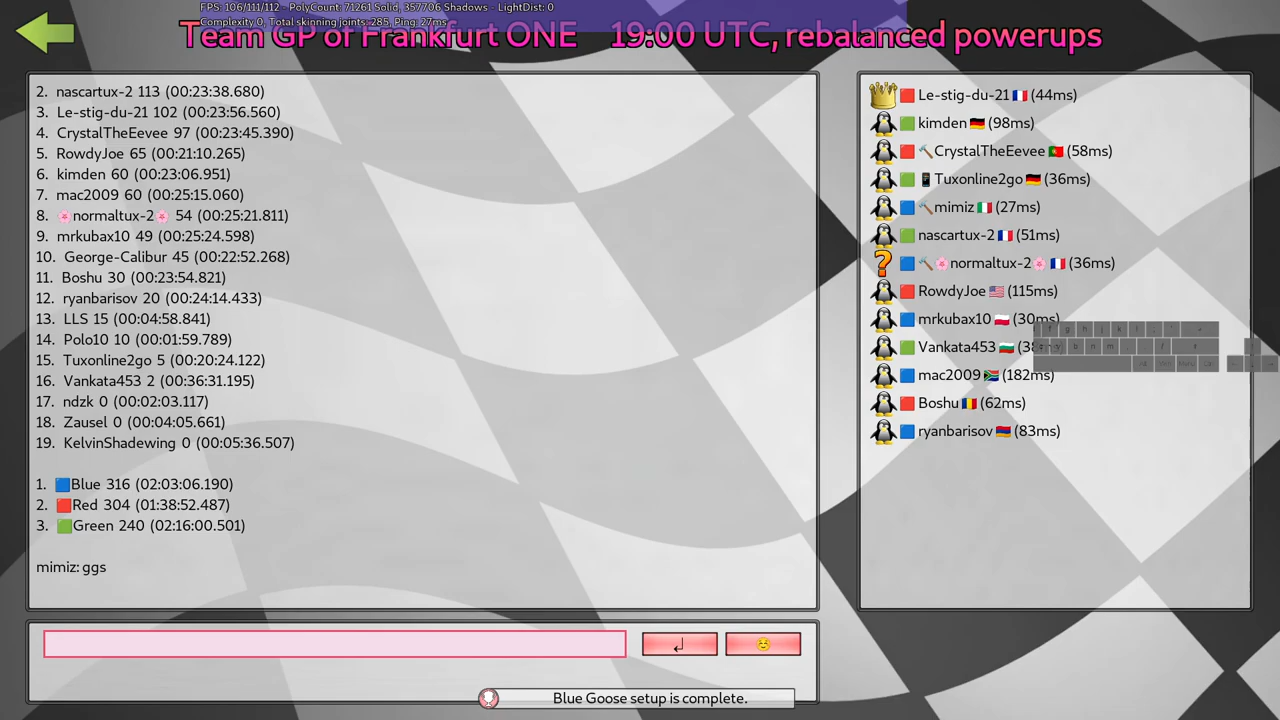 FPS: 106/111/112 - PolyCount: 71261 Solid, 357706 Shadows - LightDist: 0
Complexity 0, Total skinning joints: 285, Ping: 27ms
Team GP of Frankfurt ONE 19:00 UTC, rebalanced powerups
2. nascartux-2 113 (00:23:38.680)
3. Le-stig-du-21 102 (00:23:56.560)
4. CrystalTheEevee 97 (00:23:45.390)
5. RowdyJoe 65 (00:21:10.265)
6. kimden 60 (00:23:06.951)
7. mac2009 60 (00:25:15.060)
8. 🌸normaltux-2🌸 54 (00:25:21.811)
9. mrkubax10 49 (00:25:24.598)
10. George-Calibur 45 (00:22:52.268)
11. Boshu 30 (00:23:54.821)
12. ryanbarisov 20 (00:24:14.433)
13. LLS 15 (00:04:58.841)
14. Polo10 10 (00:01:59.789)
15. Tuxonline2go 5 (00:20:24.122)
16. Vankata453 2 (00:36:31.195)
17. ndzk 0 (00:02:03.117)
18. Zausel 0 (00:04:05.661)
19. KelvinShadewing 0 (00:05:36.507)
1. 🟦Blue 316 (02:03:06.190)
2. 🟥Red 304 (01:38:52.487)
3. 🟩Green 240 (02:16:00.501)
mimiz: ggs
Le-stig-du-21 (44ms)
kimden (98ms)
CrystalTheEevee (58ms)
Tuxonline2go (36ms)
mimiz (27ms)
nascartux-2 (51ms)
🌸normaltux-2🌸 (36ms)
RowdyJoe (115ms)
mrkubax10 (30ms)
Vankata453
mac2009 (182ms)
Boshu (62ms)
ryanbarisov (83ms)
Blue Goose setup is complete.